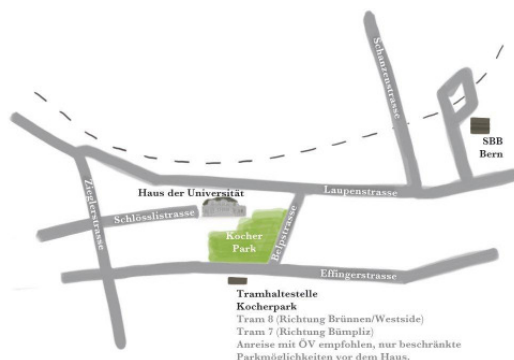 Schanzenstrasse
SBB
Bern
Zieglerstrasse
Haus der Universität
Laupenstrasse
Schlösslistrasse
Kocher
Park
Belpstrasse
Effingerstrasse
Tramhaltestelle
Kocherpark
Tram 8 (Richtung Brünnen/Westside)
Tram 7 (Richtung Bümpliz)
Anreise mit ÖV empfohlen, nur beschränkte
Parkmöglichkeiten vor dem Haus.